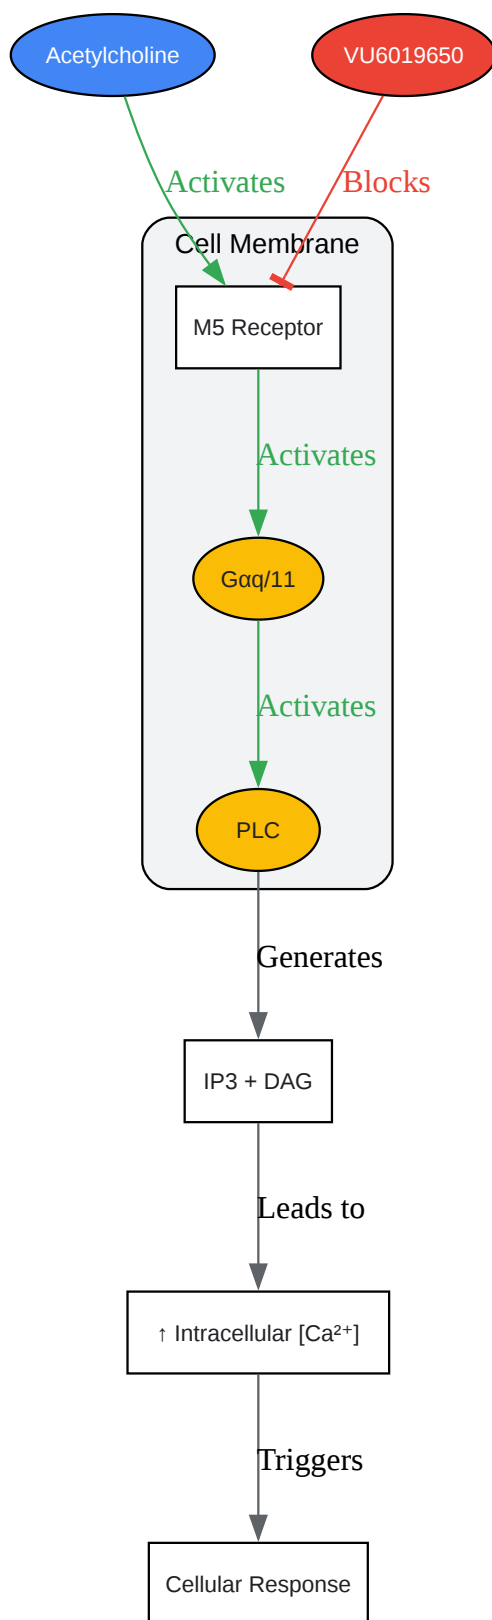 Acetylcholine
VU6019650
Activates
Blocks
Cell Membrane
M5 Receptor
Activates
Gαq/11
Activates
PLC
Generates
IP3 + DAG
Leads to
↑ Intracellular [Ca²⁺]
Triggers
Cellular Response